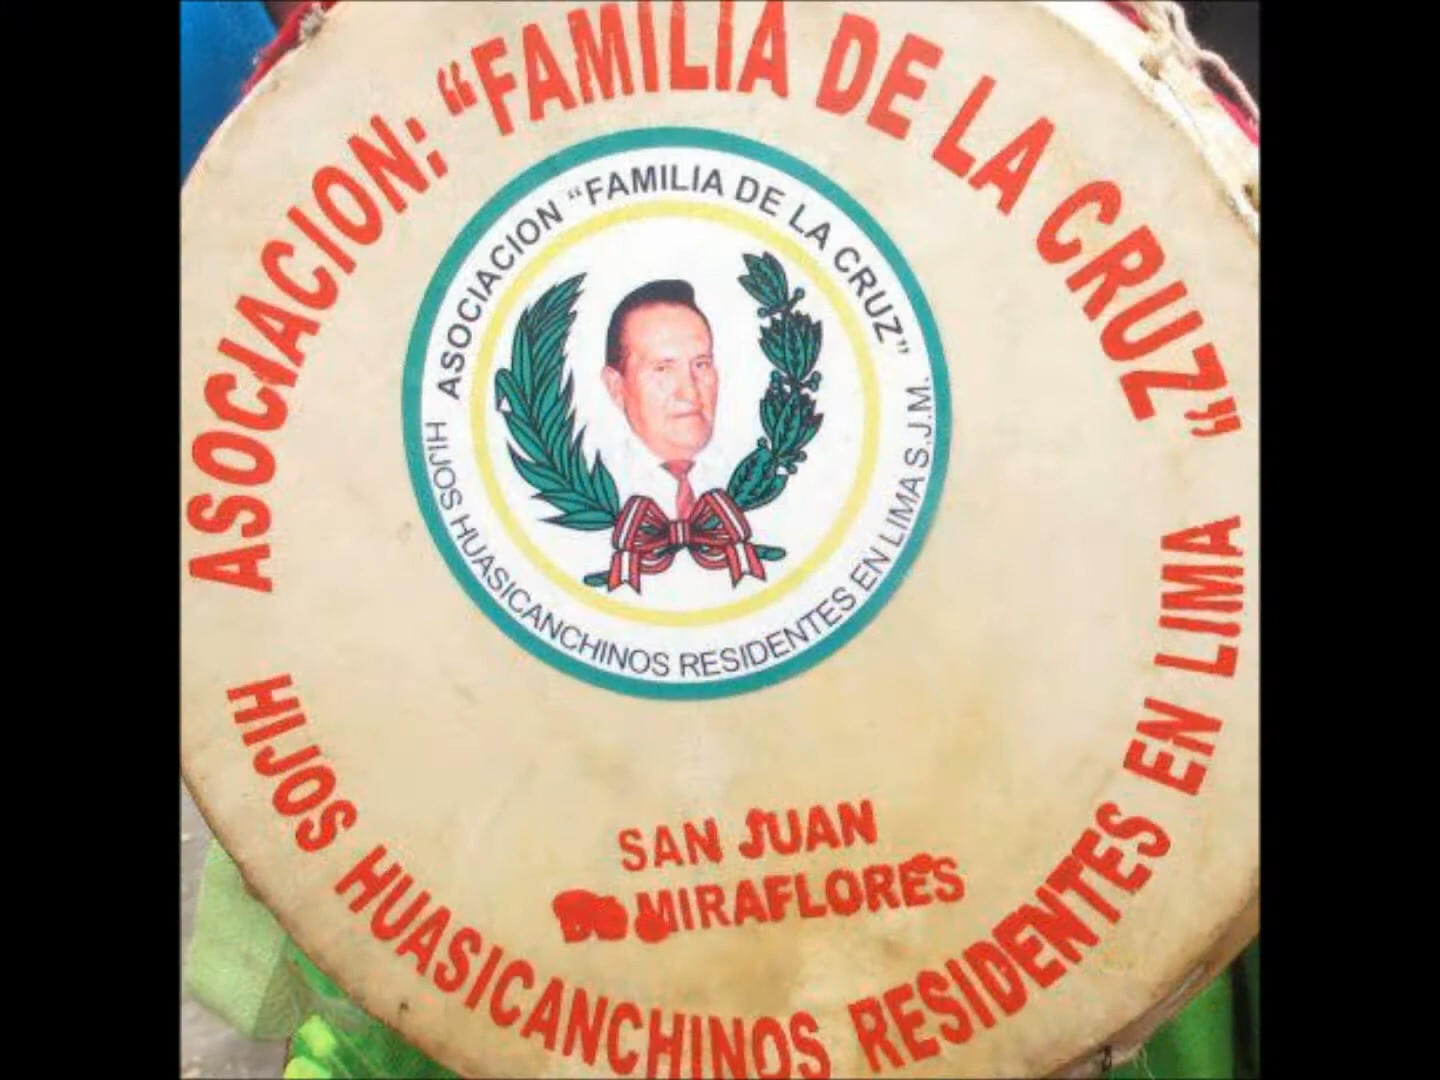 ASOCIACION: “FAMILIA DE LA CRUZ”
ASOCIACION “FAMILIA DE LA CRUZ”
HIJOS HUASICANCHINOS RESIDENTES EN LIMA S.J.M.
SAN JUAN
DE MIRAFLORES
HIJOS HUASICANCHINOS RESIDENTES EN LIMA